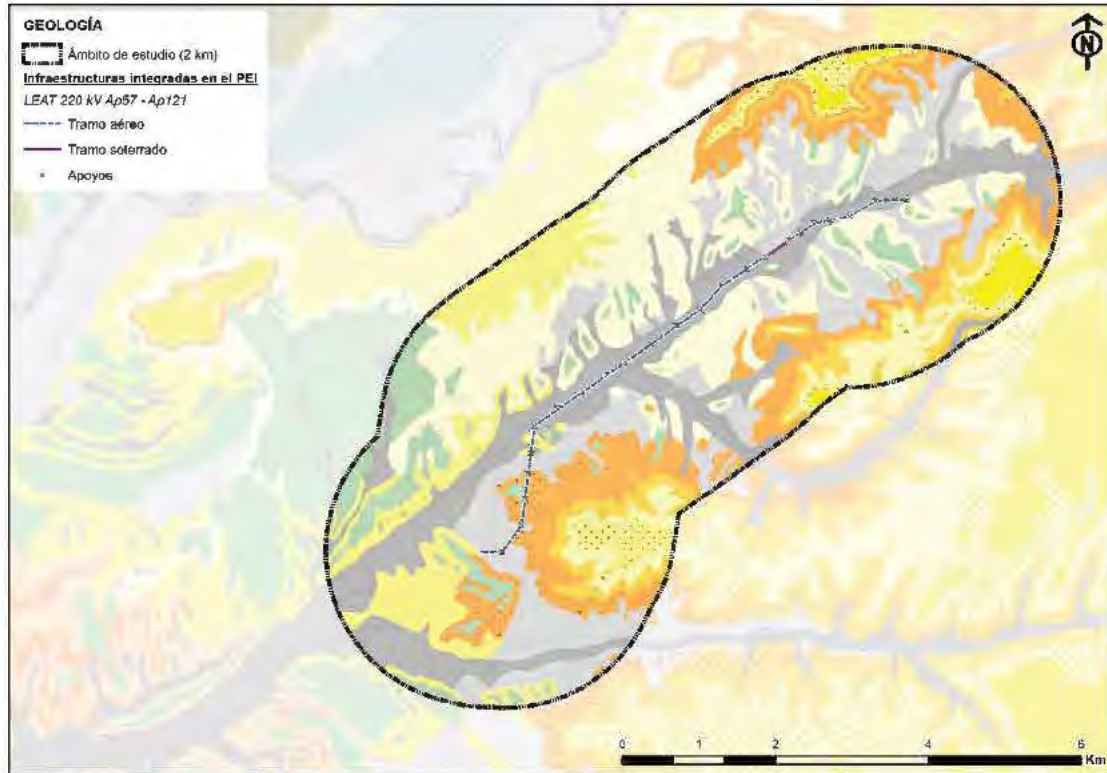 GEOLOGÍA
Ámbito de estudio (2 km)
Infraestructuras integradas en el PEI
LEAT 220 kV Ap57 - Ap121
Tramo aéreo
Tramo soterrado
Apoyos
N
0 1 2 4 6
Km